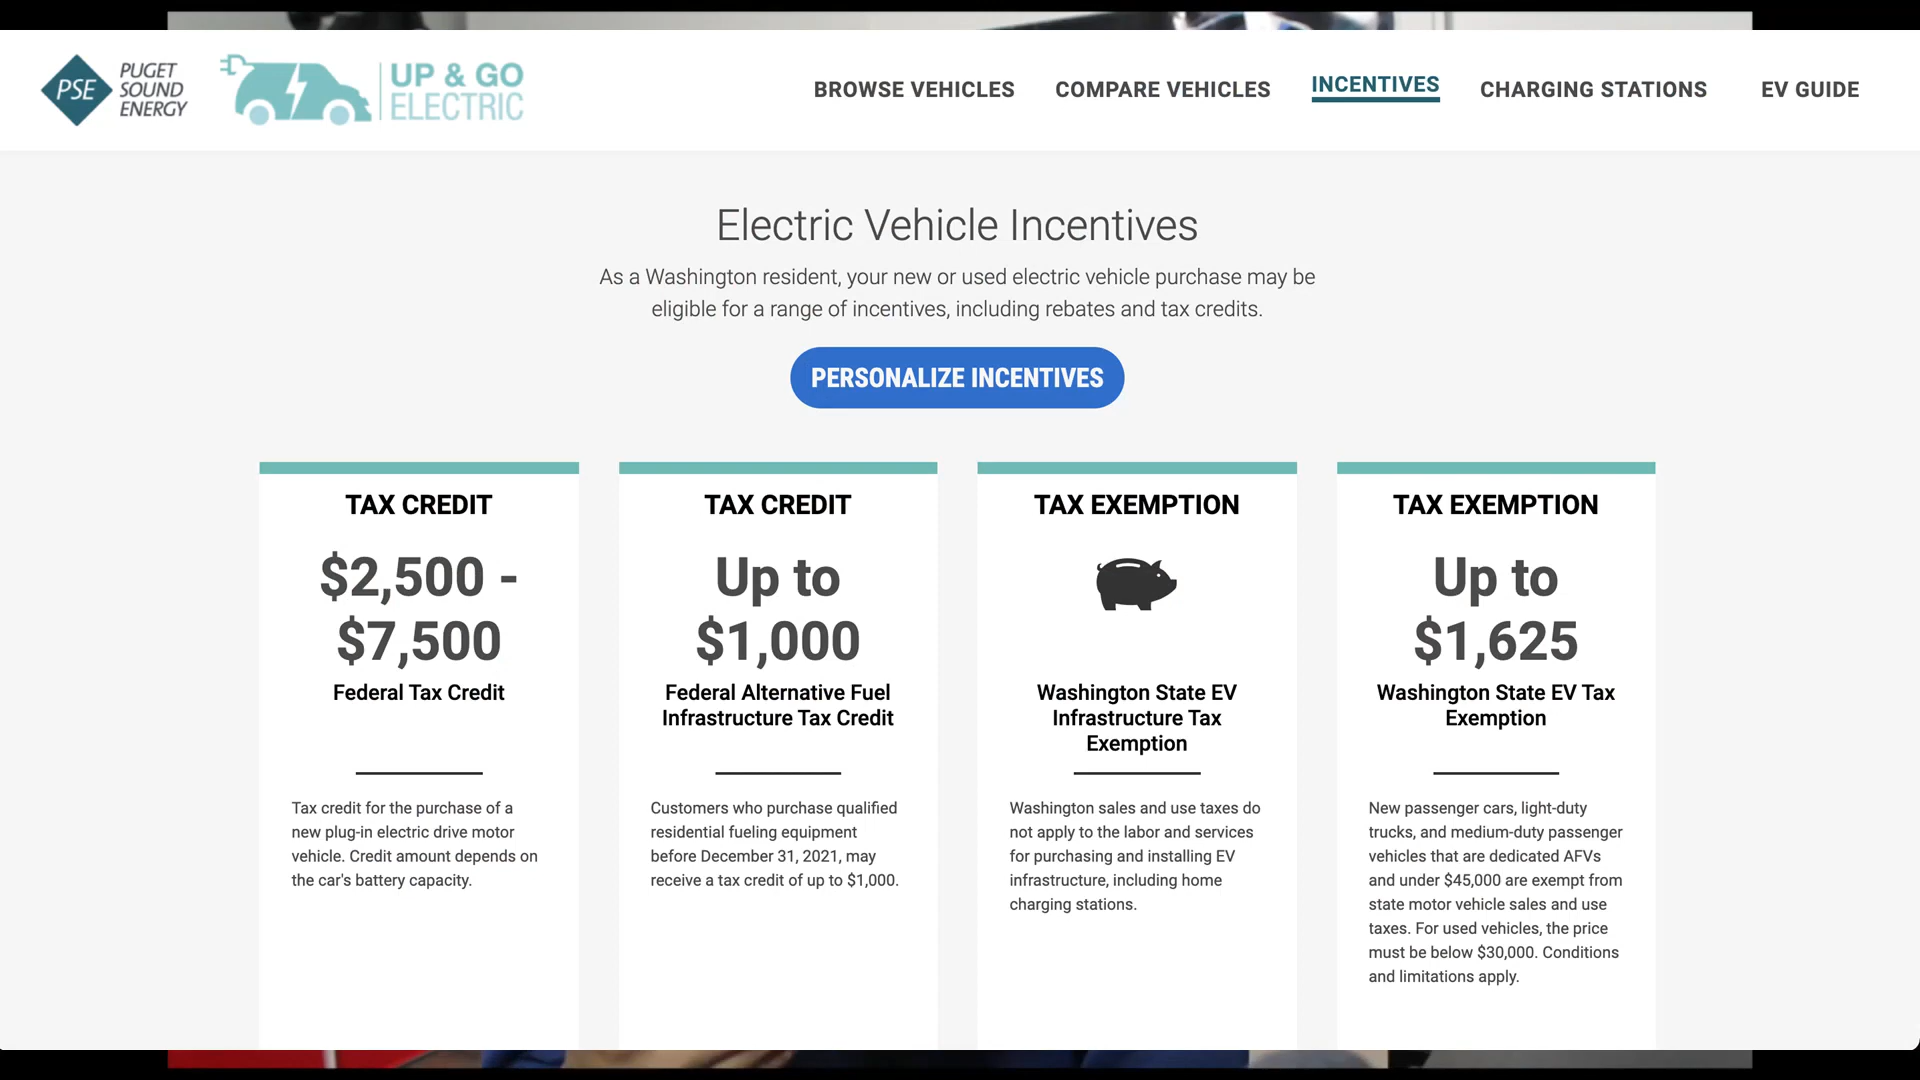 PSE
PUGET
SOUND
ENERGY
UP & GO
ELECTRIC
BROWSE VEHICLES
COMPARE VEHICLES
INCENTIVES
CHARGING STATIONS
EV GUIDE
Electric Vehicle Incentives
As a Washington resident, your new or used electric vehicle purchase may be
eligible for a range of incentives, including rebates and tax credits.
PERSONALIZE INCENTIVES
TAX CREDIT
$2,500 -
$7,500
Federal Tax Credit
Tax credit for the purchase of a
new plug-in electric drive motor
vehicle. Credit amount depends on
the car's battery capacity.
TAX CREDIT
Up to
$1,000
Federal Alternative Fuel
Infrastructure Tax Credit
Customers who purchase qualified
residential fueling equipment
before December 31, 2021, may
receive a tax credit of up to $1,000.
TAX EXEMPTION
Washington State EV
Infrastructure Tax
Exemption
Washington sales and use taxes do
not apply to the labor and services
for purchasing and installing EV
infrastructure, including home
charging stations.
TAX EXEMPTION
Up to
$1,625
Washington State EV Tax
Exemption
New passenger cars, light-duty
trucks, and medium-duty passenger
vehicles that are dedicated AFVs
and under $45,000 are exempt from
state motor vehicle sales and use
taxes. For used vehicles, the price
must be below $30,000. Conditions
and limitations apply.